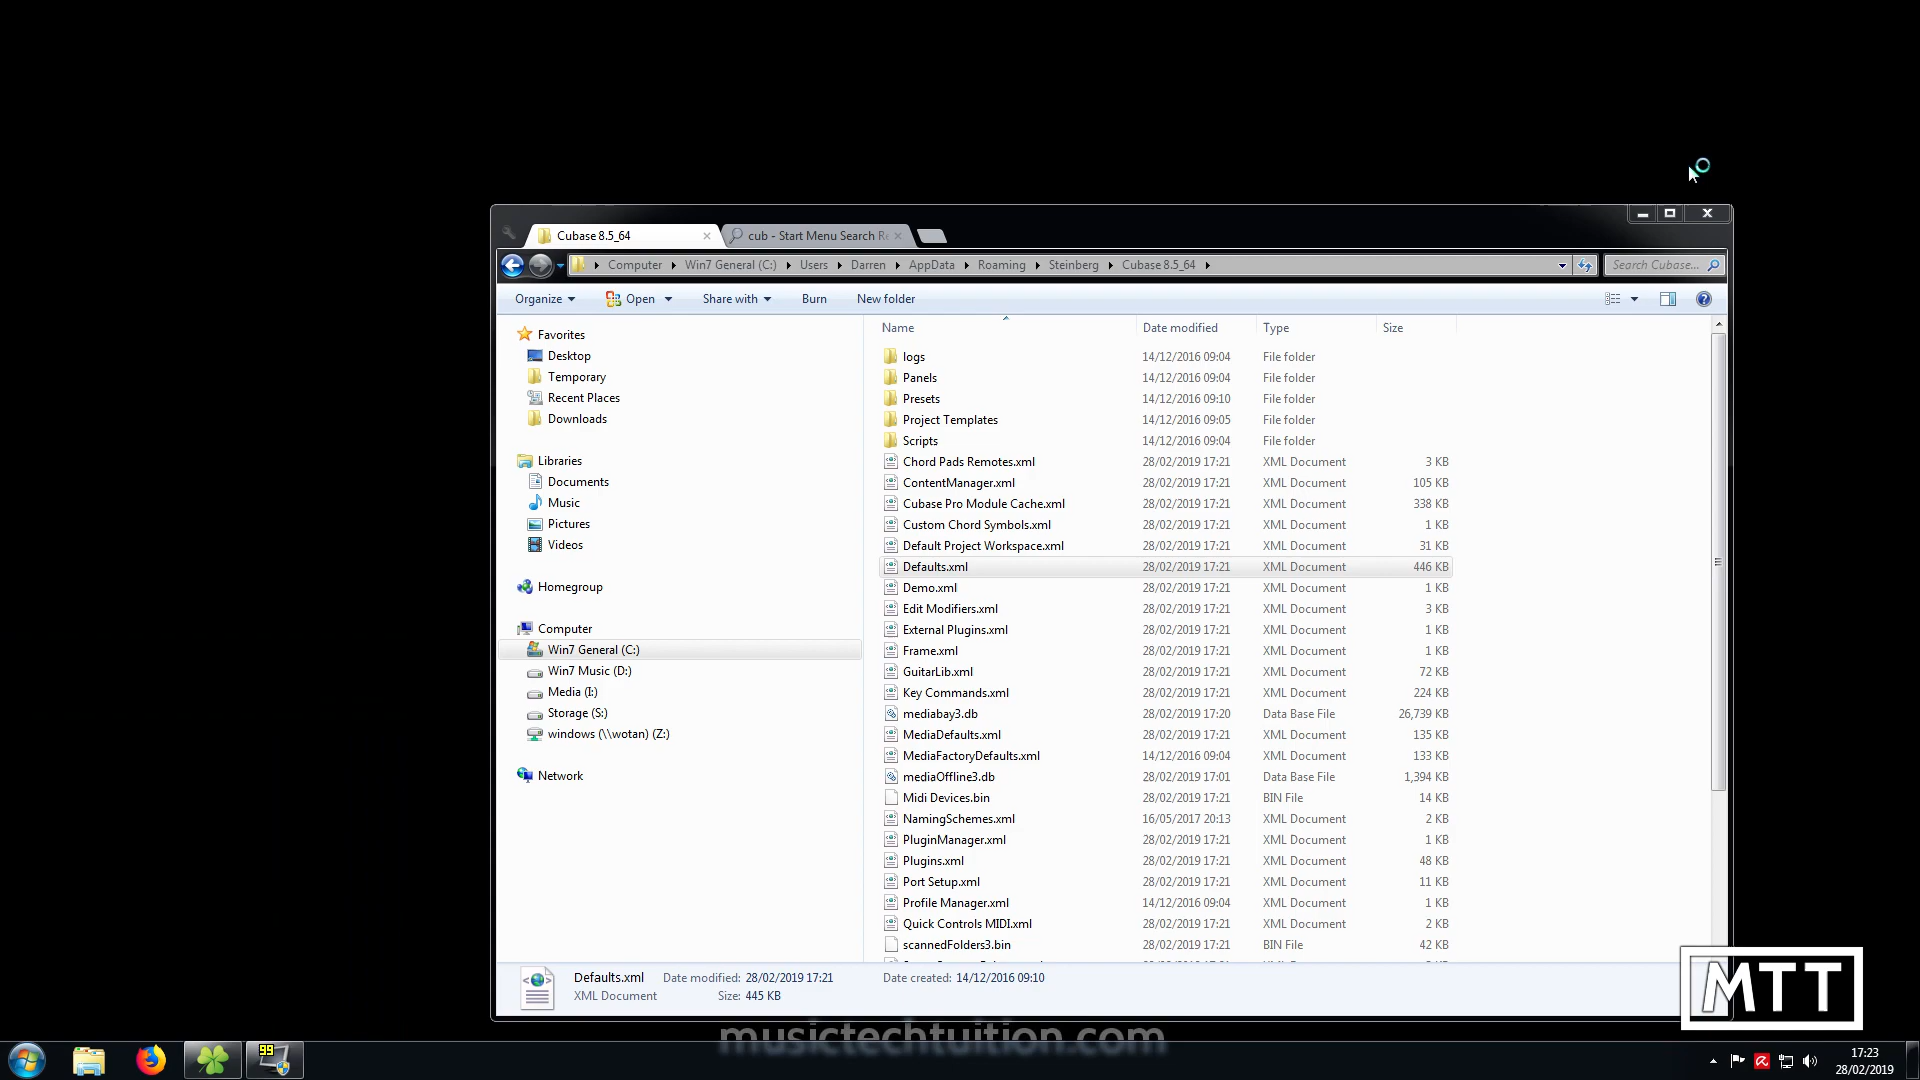 Cubase 8.5_64
cub - Start Menu Search Re
Computer Win7 General (C:) Users Darren AppData Roaming Steinberg Cubase 8.5_64
Search Cubase...
Organize Open Share with Burn New folder
Favorites
Desktop
Temporary
Recent Places
Downloads
Libraries
Documents
Music
Pictures
Videos
Homegroup
Computer
Win7 General (C:)
Win7 Music (D:)
Media (I:)
Storage (S:)
windows (\\wotan) (Z:)
Network
Name Date modified Type Size
logs 14/12/2016 09:04 File folder
Panels 14/12/2016 09:04 File folder
Presets 14/12/2016 09:10 File folder
Project Templates 14/12/2016 09:05 File folder
Scripts 14/12/2016 09:04 File folder
Chord Pads Remotes.xml 28/02/2019 17:21 XML Document 3 KB
ContentManager.xml 28/02/2019 17:21 XML Document 105 KB
Cubase Pro Module Cache.xml 28/02/2019 17:21 XML Document 338 KB
Custom Chord Symbols.xml 28/02/2019 17:21 XML Document 1 KB
Default Project Workspace.xml 28/02/2019 17:21 XML Document 31 KB
Defaults.xml 28/02/2019 17:21 XML Document 446 KB
Demo.xml 28/02/2019 17:21 XML Document 1 KB
Edit Modifiers.xml 28/02/2019 17:21 XML Document 3 KB
External Plugins.xml 28/02/2019 17:21 XML Document 1 KB
Frame.xml 28/02/2019 17:21 XML Document 1 KB
GuitarLib.xml 28/02/2019 17:21 XML Document 72 KB
Key Commands.xml 28/02/2019 17:21 XML Document 224 KB
mediabay3.db 28/02/2019 17:20 Data Base File 26,739 KB
MediaDefaults.xml 28/02/2019 17:21 XML Document 135 KB
MediaFactoryDefaults.xml 14/12/2016 09:04 XML Document 133 KB
mediaOffline3.db 28/02/2019 17:01 Data Base File 1,394 KB
Midi Devices.bin 28/02/2019 17:21 BIN File 14 KB
NamingSchemes.xml 16/05/2017 20:13 XML Document 2 KB
PluginManager.xml 28/02/2019 17:21 XML Document 1 KB
Plugins.xml 28/02/2019 17:21 XML Document 48 KB
Port Setup.xml 28/02/2019 17:21 XML Document 11 KB
Profile Manager.xml 14/12/2016 09:04 XML Document 1 KB
Quick Controls MIDI.xml 28/02/2019 17:21 XML Document 2 KB
scannedFolders3.bin 28/02/2019 17:21 BIN File 42 KB
Defaults.xml Date modified: 28/02/2019 17:21 Date created: 14/12/2016 09:10
XML Document Size: 445 KB
MTT
musictechtuition.com
99
17:23
28/02/2019